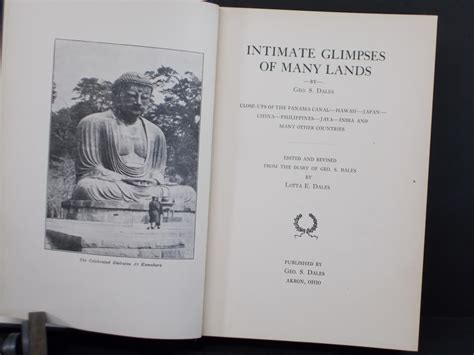 The Celebrated Daibutsu At Kamakura
INTIMATE GLIMPSES
OF MANY LANDS
—BY—
GEO. S. DALES
CLOSE-UPS OF THE PANAMA CANAL—HAWAII—JAPAN—
CHINA—PHILIPPINES—JAVA—INDIA AND
MANY OTHER COUNTRIES
EDITED AND REVISED
FROM THE DIARY OF GEO. S. DALES
BY
LOTTA E. DALES
PUBLISHED BY
GEO. S. DALES
AKRON, OHIO